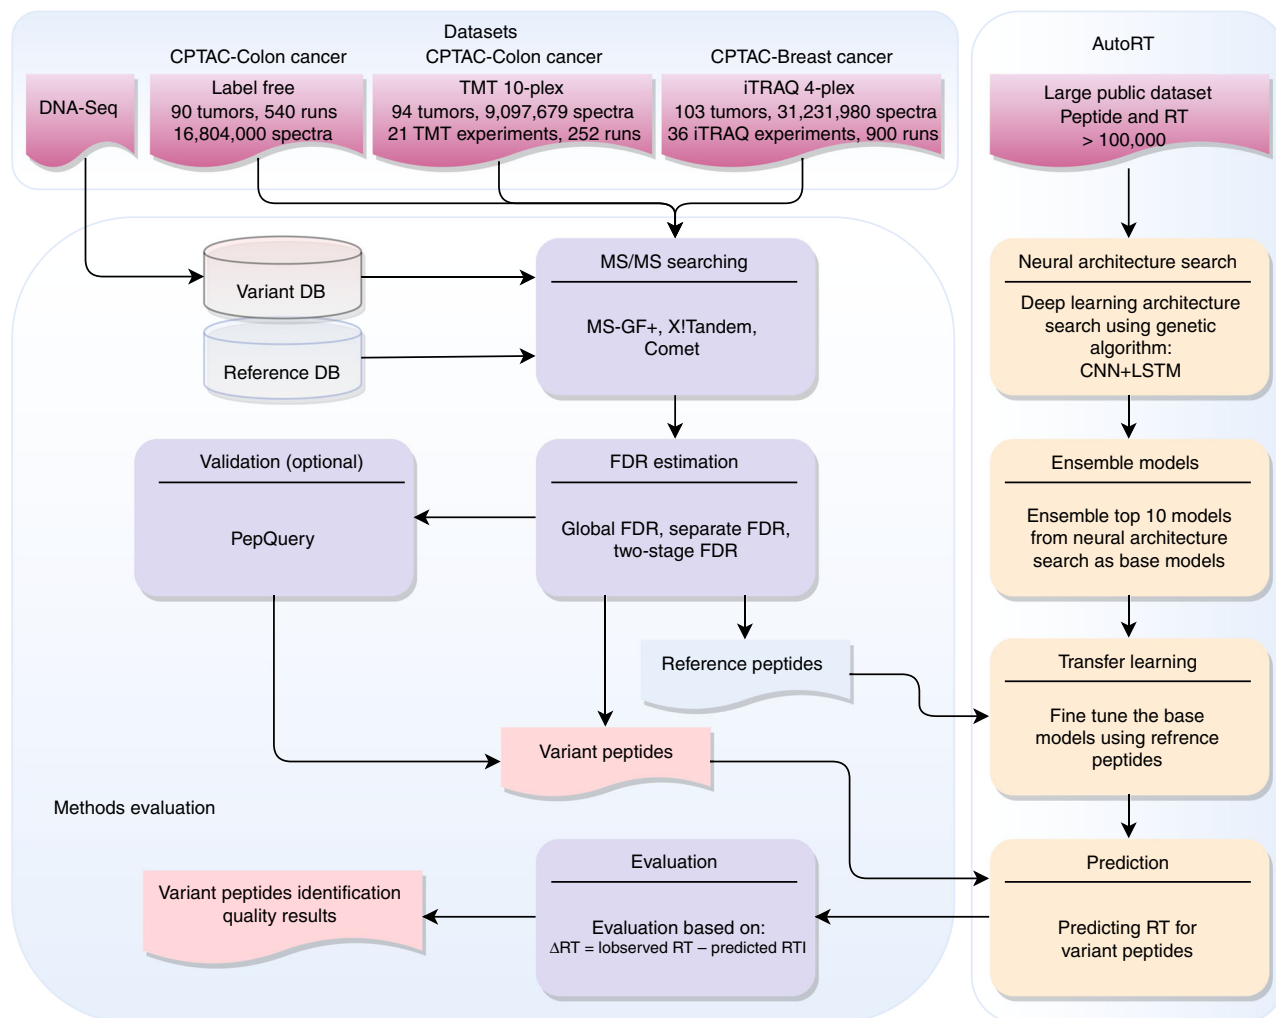 Datasets
CPTAC-Colon cancer
CPTAC-Colon cancer
CPTAC-Breast cancer
DNA-Seq
Label free
90 tumors, 540 runs
16,804,000 spectra
TMT 10-plex
94 tumors, 9,097,679 spectra
21 TMT experiments, 252 runs
iTRAQ 4-plex
103 tumors, 31,231,980 spectra
36 iTRAQ experiments, 900 runs
Variant DB
Reference DB
MS/MS searching
MS-GF+, X!Tandem,
Comet
Validation (optional)
PepQuery
FDR estimation
Global FDR, separate FDR,
two-stage FDR
Reference peptides
Variant peptides
Methods evaluation
Evaluation
Evaluation based on:
ΔRT = lobserved RT – predicted RTI
Variant peptides identification
quality results
AutoRT
Large public dataset
Peptide and RT
> 100,000
Neural architecture search
Deep learning architecture
search using genetic
algorithm:
CNN+LSTM
Ensemble models
Ensemble top 10 models
from neural architecture
search as base models
Transfer learning
Fine tune the base
models using refrence
peptides
Prediction
Predicting RT for
variant peptides